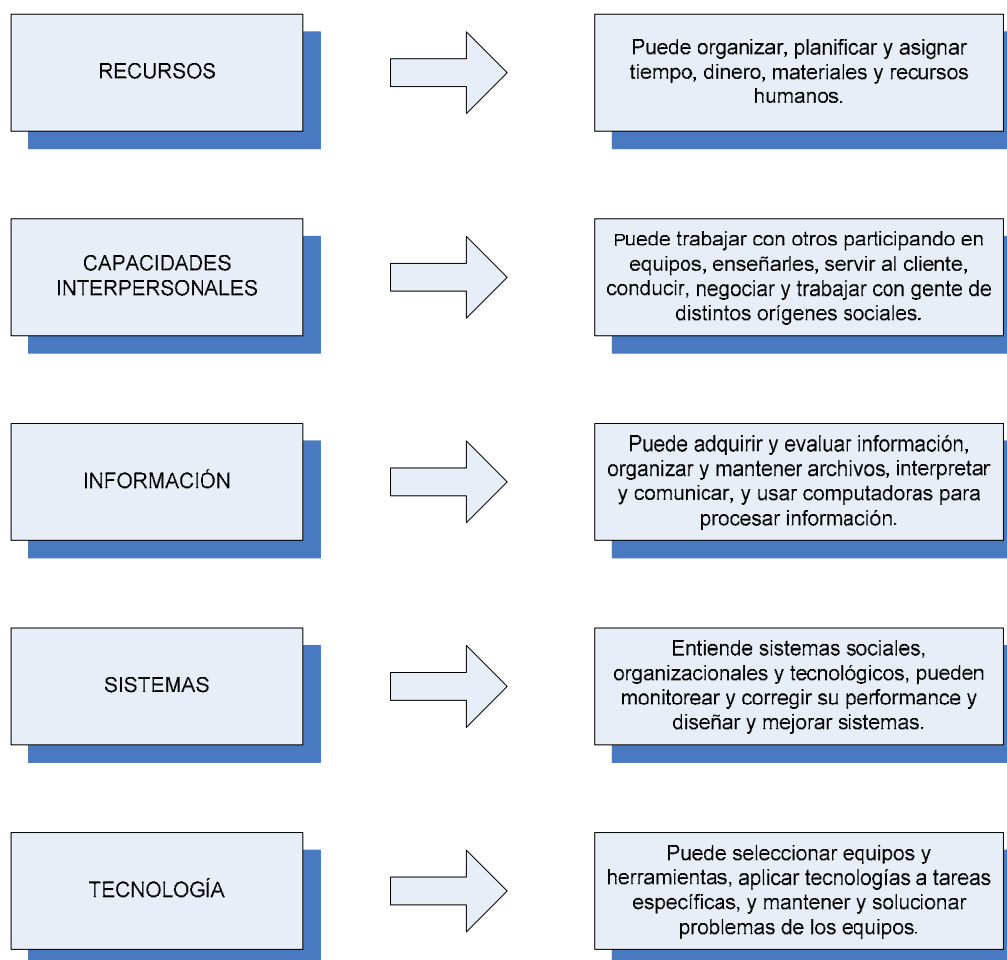 RECURSOS
Puede organizar, planificar y asignar
tiempo, dinero, materiales y recursos
humanos.
CAPACIDADES
INTERPERSONALES
Puede trabajar con otros participando en
equipos, enseñarles, servir al cliente,
conducir, negociar y trabajar con gente de
distintos orígenes sociales.
INFORMACIÓN
Puede adquirir y evaluar información,
organizar y mantener archivos, interpretar
y comunicar, y usar computadoras para
procesar información.
SISTEMAS
Entiende sistemas sociales,
organizacionales y tecnológicos, pueden
monitorear y corregir su performance y
diseñar y mejorar sistemas.
TECNOLOGÍA
Puede seleccionar equipos y
herramientas, aplicar tecnologías a tareas
específicas, y mantener y solucionar
problemas de los equipos.